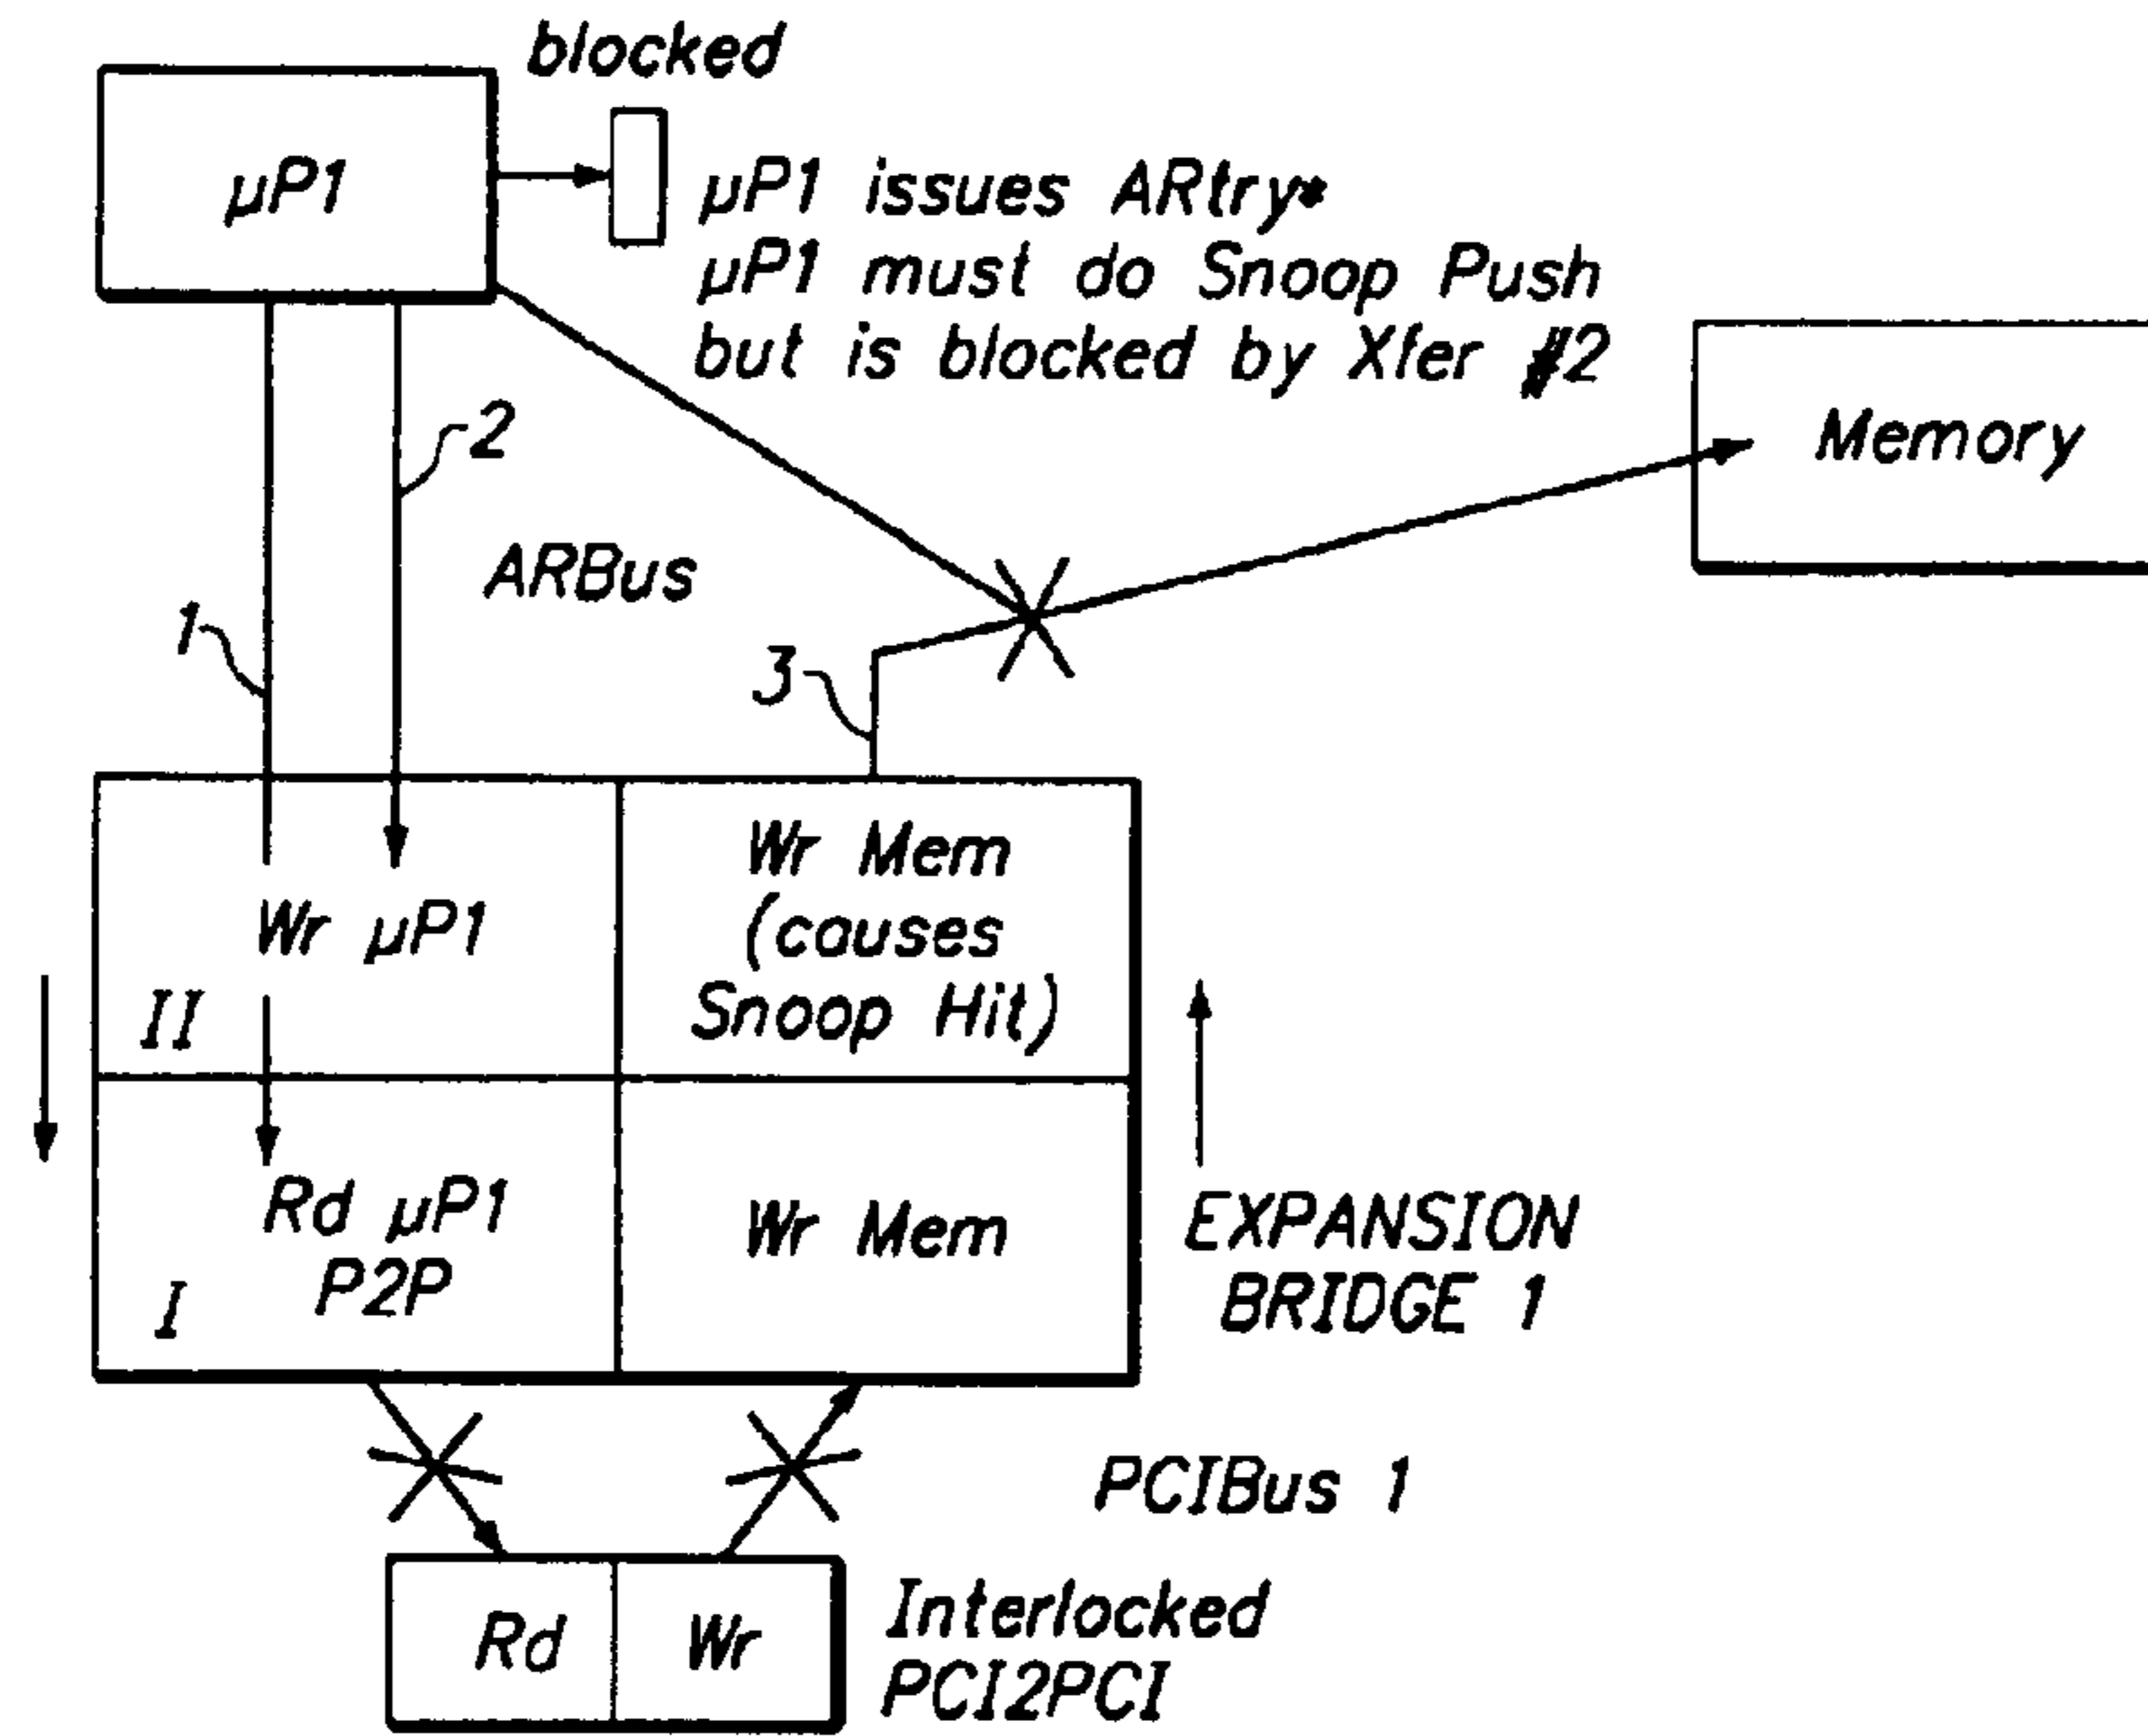 blocked
µP1
µP1 issues ARtry*
µP1 must do Snoop Push
but is blocked by Xfer #2
Memory
2
ARBus
1
3
Wr µP1
II
Wr Mem
(causes
Snoop Hit)
Rd µP1
P2P
I
Wr Mem
EXPANSION
BRIDGE 1
PCIBus 1
Rd
Wr
Interlocked
PCI2PCI